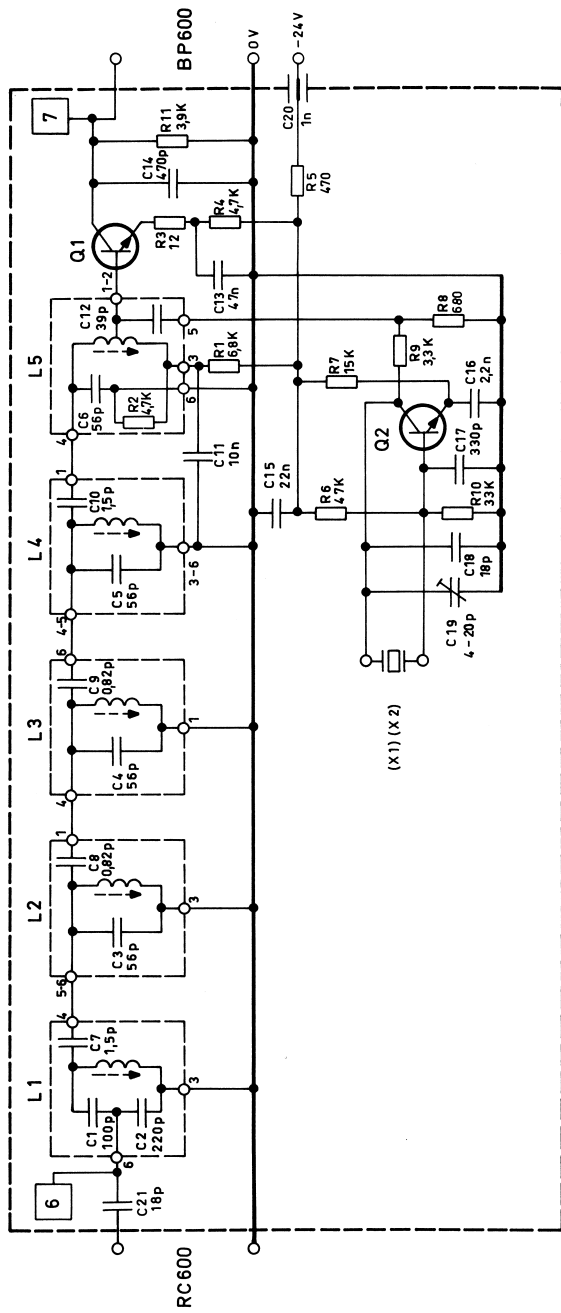 RC600
C21
18p
6
6
L1
C1
100p
C2
220p
C7
1,5p
4
3
L2
5-6
C3
56p
C8
0,82p
1
3
L3
4
C4
56p
C9
0,82p
6
1
L4
4-5
C5
56p
C10
1,5p
1
3-6
L5
4
C6
56p
R2
4,7K
C12
39p
1-2
5
3
6
C11
10n
R1
6,8K
Q1
R3
12
C13
47n
R4
4,7K
C14
470p
R11
3,9K
7
BP600
0V
-24V
C20
1n
R5
470
C15
22n
R6
47K
R7
15K
R9
3,3K
R8
680
Q2
C16
2,2n
C17
330p
R10
33K
C18
18p
C19
4-20p
(X1) (X2)